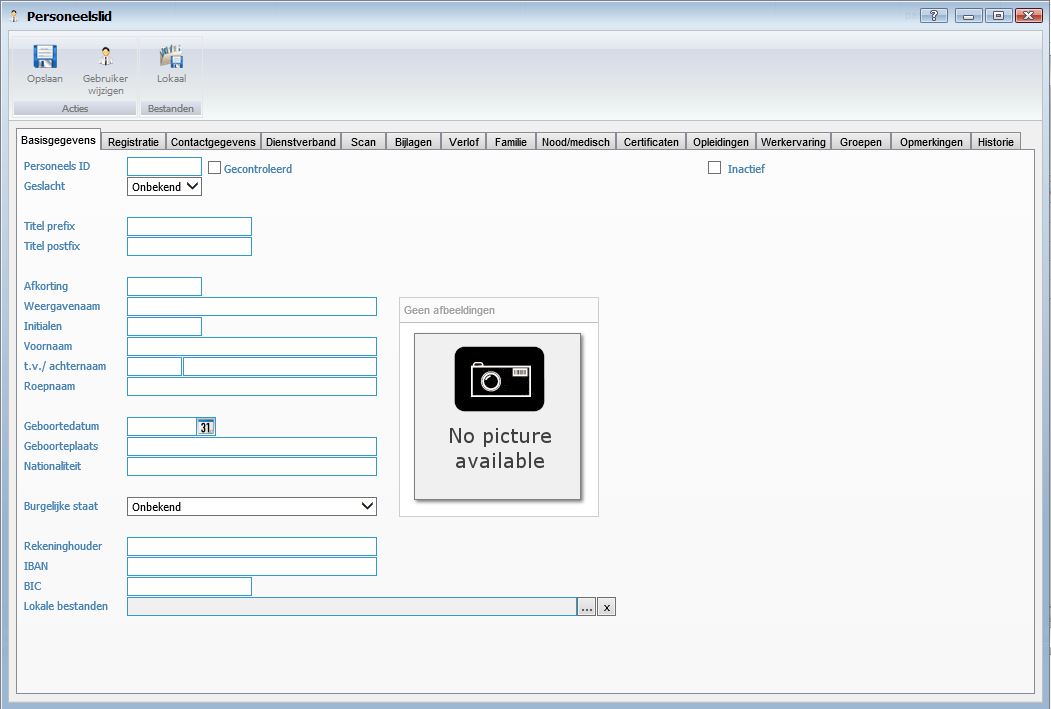 Personeelslid
?
Opslaan
Gebruiker
wijzigen
Lokaal
Acties
Bestanden
Basisgegevens Registratie Contactgegevens Dienstverband Scan Bijlagen Verlof Familie Nood/medisch Certificaten Opleidingen Werkervaring Groepen Opmerkingen Historie
Personeels ID Gecontroleerd Inactief
Geslacht Onbekend
Titel prefix
Titel postfix
Afkorting
Weergavenaam
Geen afbeeldingen
Initialen
Voornaam
t.v./ achternaam
Roepnaam
No picture
available
Geboortedatum 31
Geboorteplaats
Nationaliteit
Burgelijke staat Onbekend
Rekeninghouder
IBAN
BIC
Lokale bestanden ... x